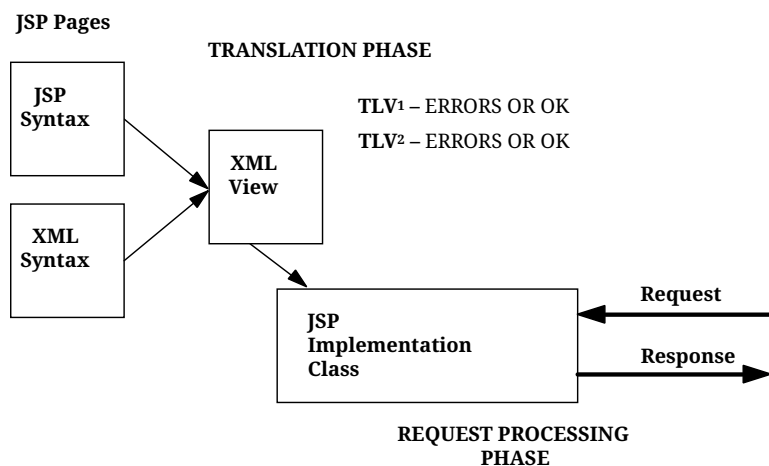 JSP Pages
TRANSLATION PHASE
JSP
Syntax
TLV1 – ERRORS OR OK
TLV2 – ERRORS OR OK
XML
View
XML
Syntax
JSP
Implementation
Class
Request
Response
REQUEST PROCESSING
PHASE